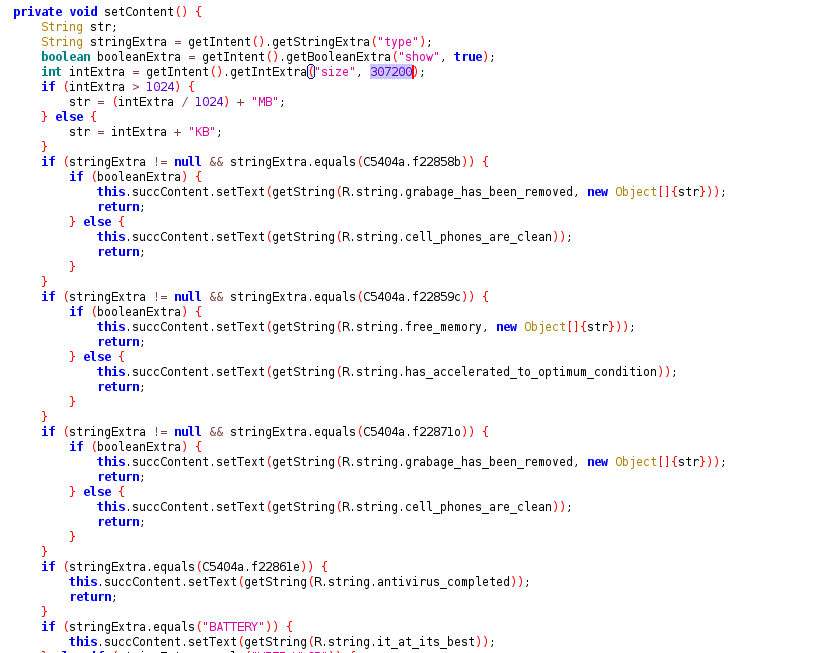 private void setContent() {
String str;
String stringExtra = getIntent().getStringExtra("type");
boolean booleanExtra = getIntent().getBooleanExtra("show", true);
int intExtra = getIntent().getIntExtra("size", 307200);
if (intExtra > 1024) {
str = (intExtra / 1024) + "MB";
} else {
str = intExtra + "KB";
}
if (stringExtra != null && stringExtra.equals(C5404a.f22858b)) {
if (booleanExtra) {
this.succContent.setText(getString(R.string.grabage_has_been_removed, new Object[]{str}));
return;
} else {
this.succContent.setText(getString(R.string.cell_phones_are_clean));
return;
}
}
if (stringExtra != null && stringExtra.equals(C5404a.f22859c)) {
if (booleanExtra) {
this.succContent.setText(getString(R.string.free_memory, new Object[]{str}));
return;
} else {
this.succContent.setText(getString(R.string.has_accelerated_to_optimum_condition));
return;
}
}
if (stringExtra != null && stringExtra.equals(C5404a.f22871o)) {
if (booleanExtra) {
this.succContent.setText(getString(R.string.grabage_has_been_removed, new Object[]{str}));
return;
} else {
this.succContent.setText(getString(R.string.cell_phones_are_clean));
return;
}
}
if (stringExtra.equals(C5404a.f22861e)) {
this.succContent.setText(getString(R.string.antivirus_completed));
return;
}
if (stringExtra.equals("BATTERY")) {
this.succContent.setText(getString(R.string.it_at_its_best));